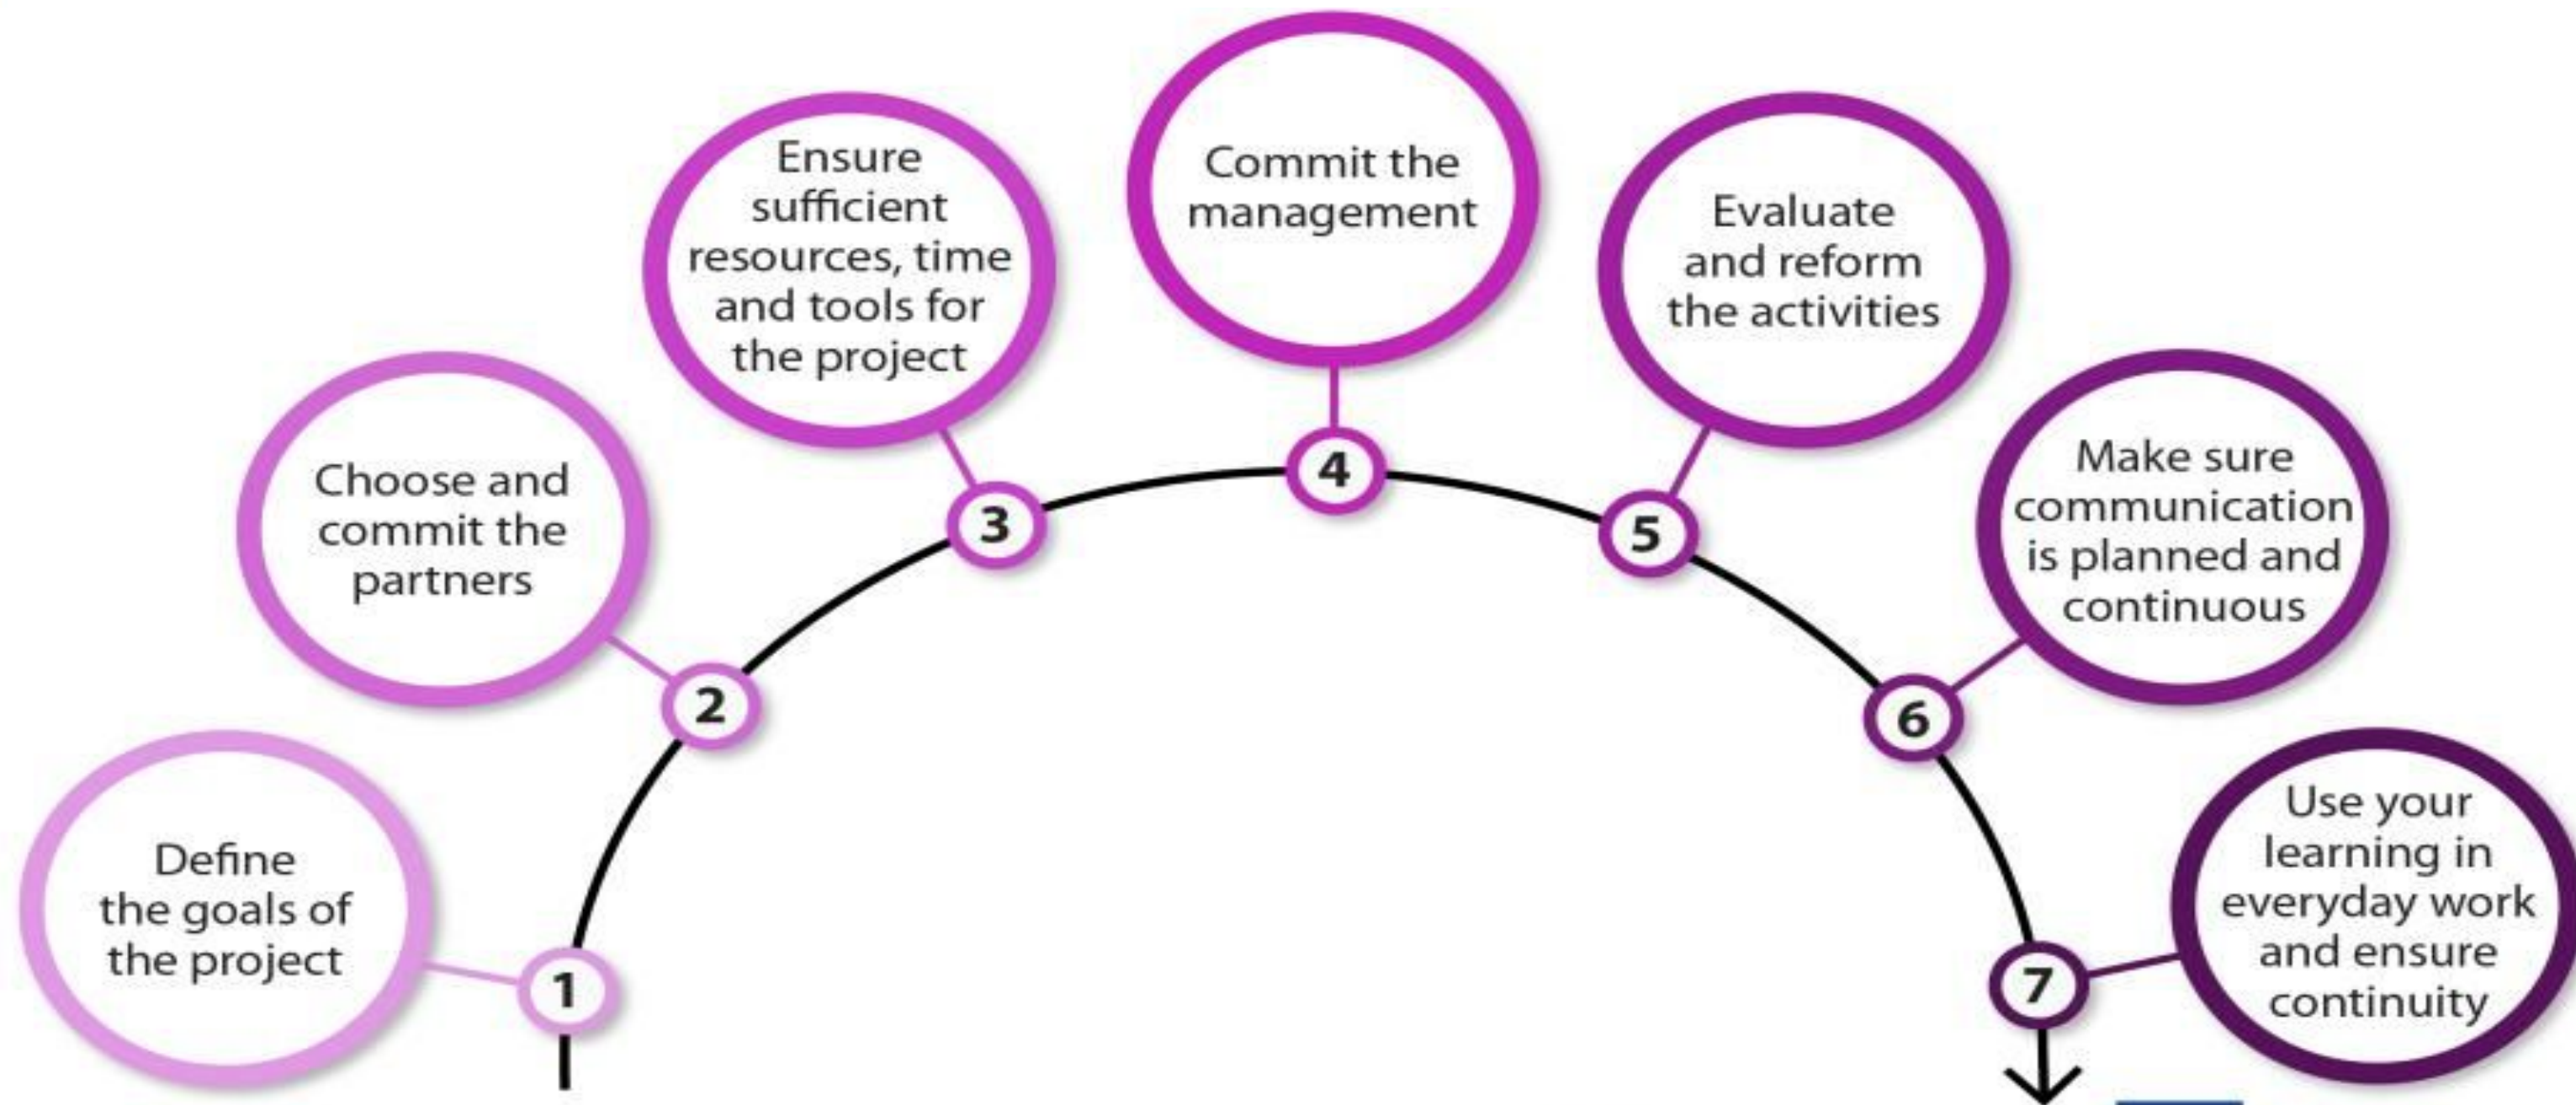 Define
the goals of
the project
1
Choose and
commit the
partners
2
Ensure
sufficient
resources, time
and tools for
the project
3
Commit the
management
4
Evaluate
and reform
the activities
5
Make sure
communication
is planned and
continuous
6
Use your
learning in
everyday work
and ensure
continuity
7